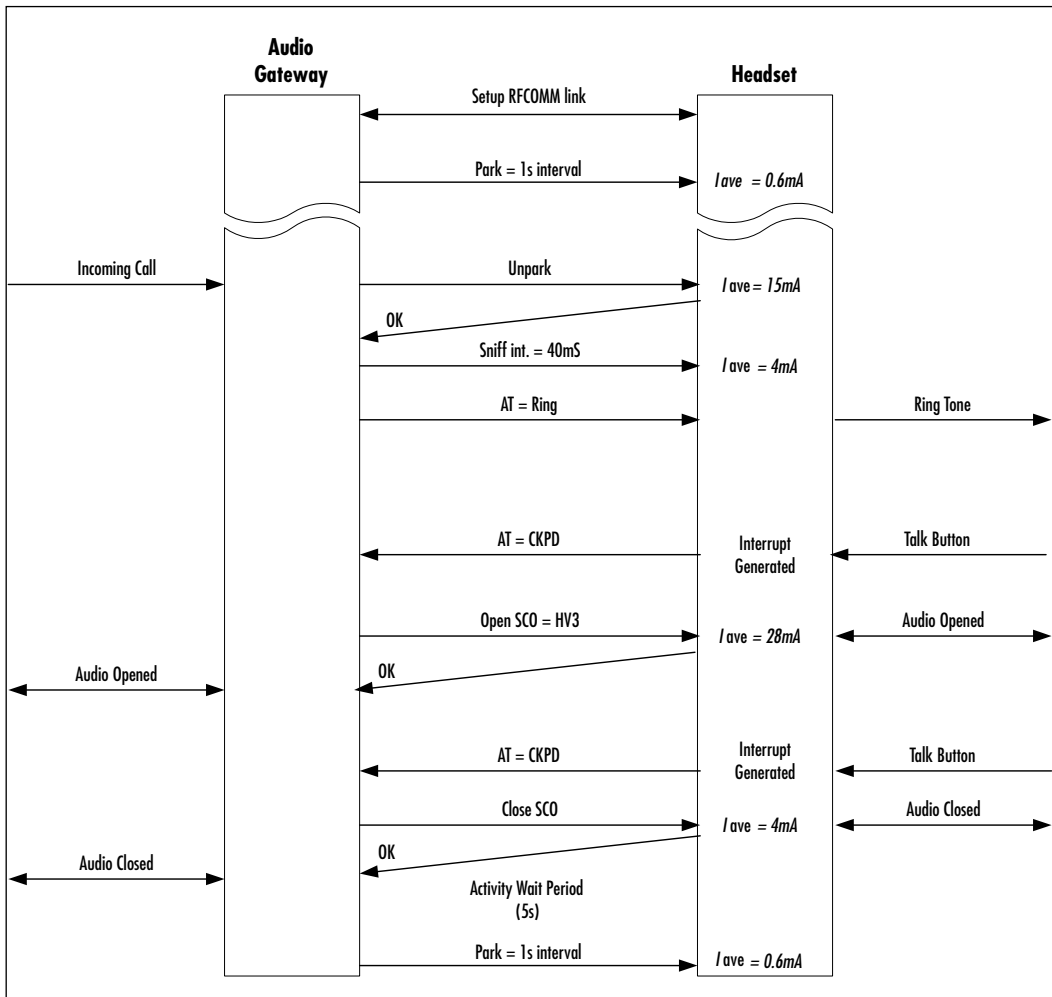 Audio
Gateway
Headset
Setup RFCOMM link
Park = 1s interval
I ave = 0.6mA
Incoming Call
Unpark
I ave = 15mA
OK
Sniff int. = 40mS
I ave = 4mA
AT = Ring
Ring Tone
AT = CKPD
Interrupt
Generated
Talk Button
Open SCO = HV3
I ave = 28mA
Audio Opened
OK
Audio Opened
AT = CKPD
Interrupt
Generated
Talk Button
Close SCO
I ave = 4mA
Audio Closed
OK
Audio Closed
Activity Wait Period
(5s)
Park = 1s interval
I ave = 0.6mA